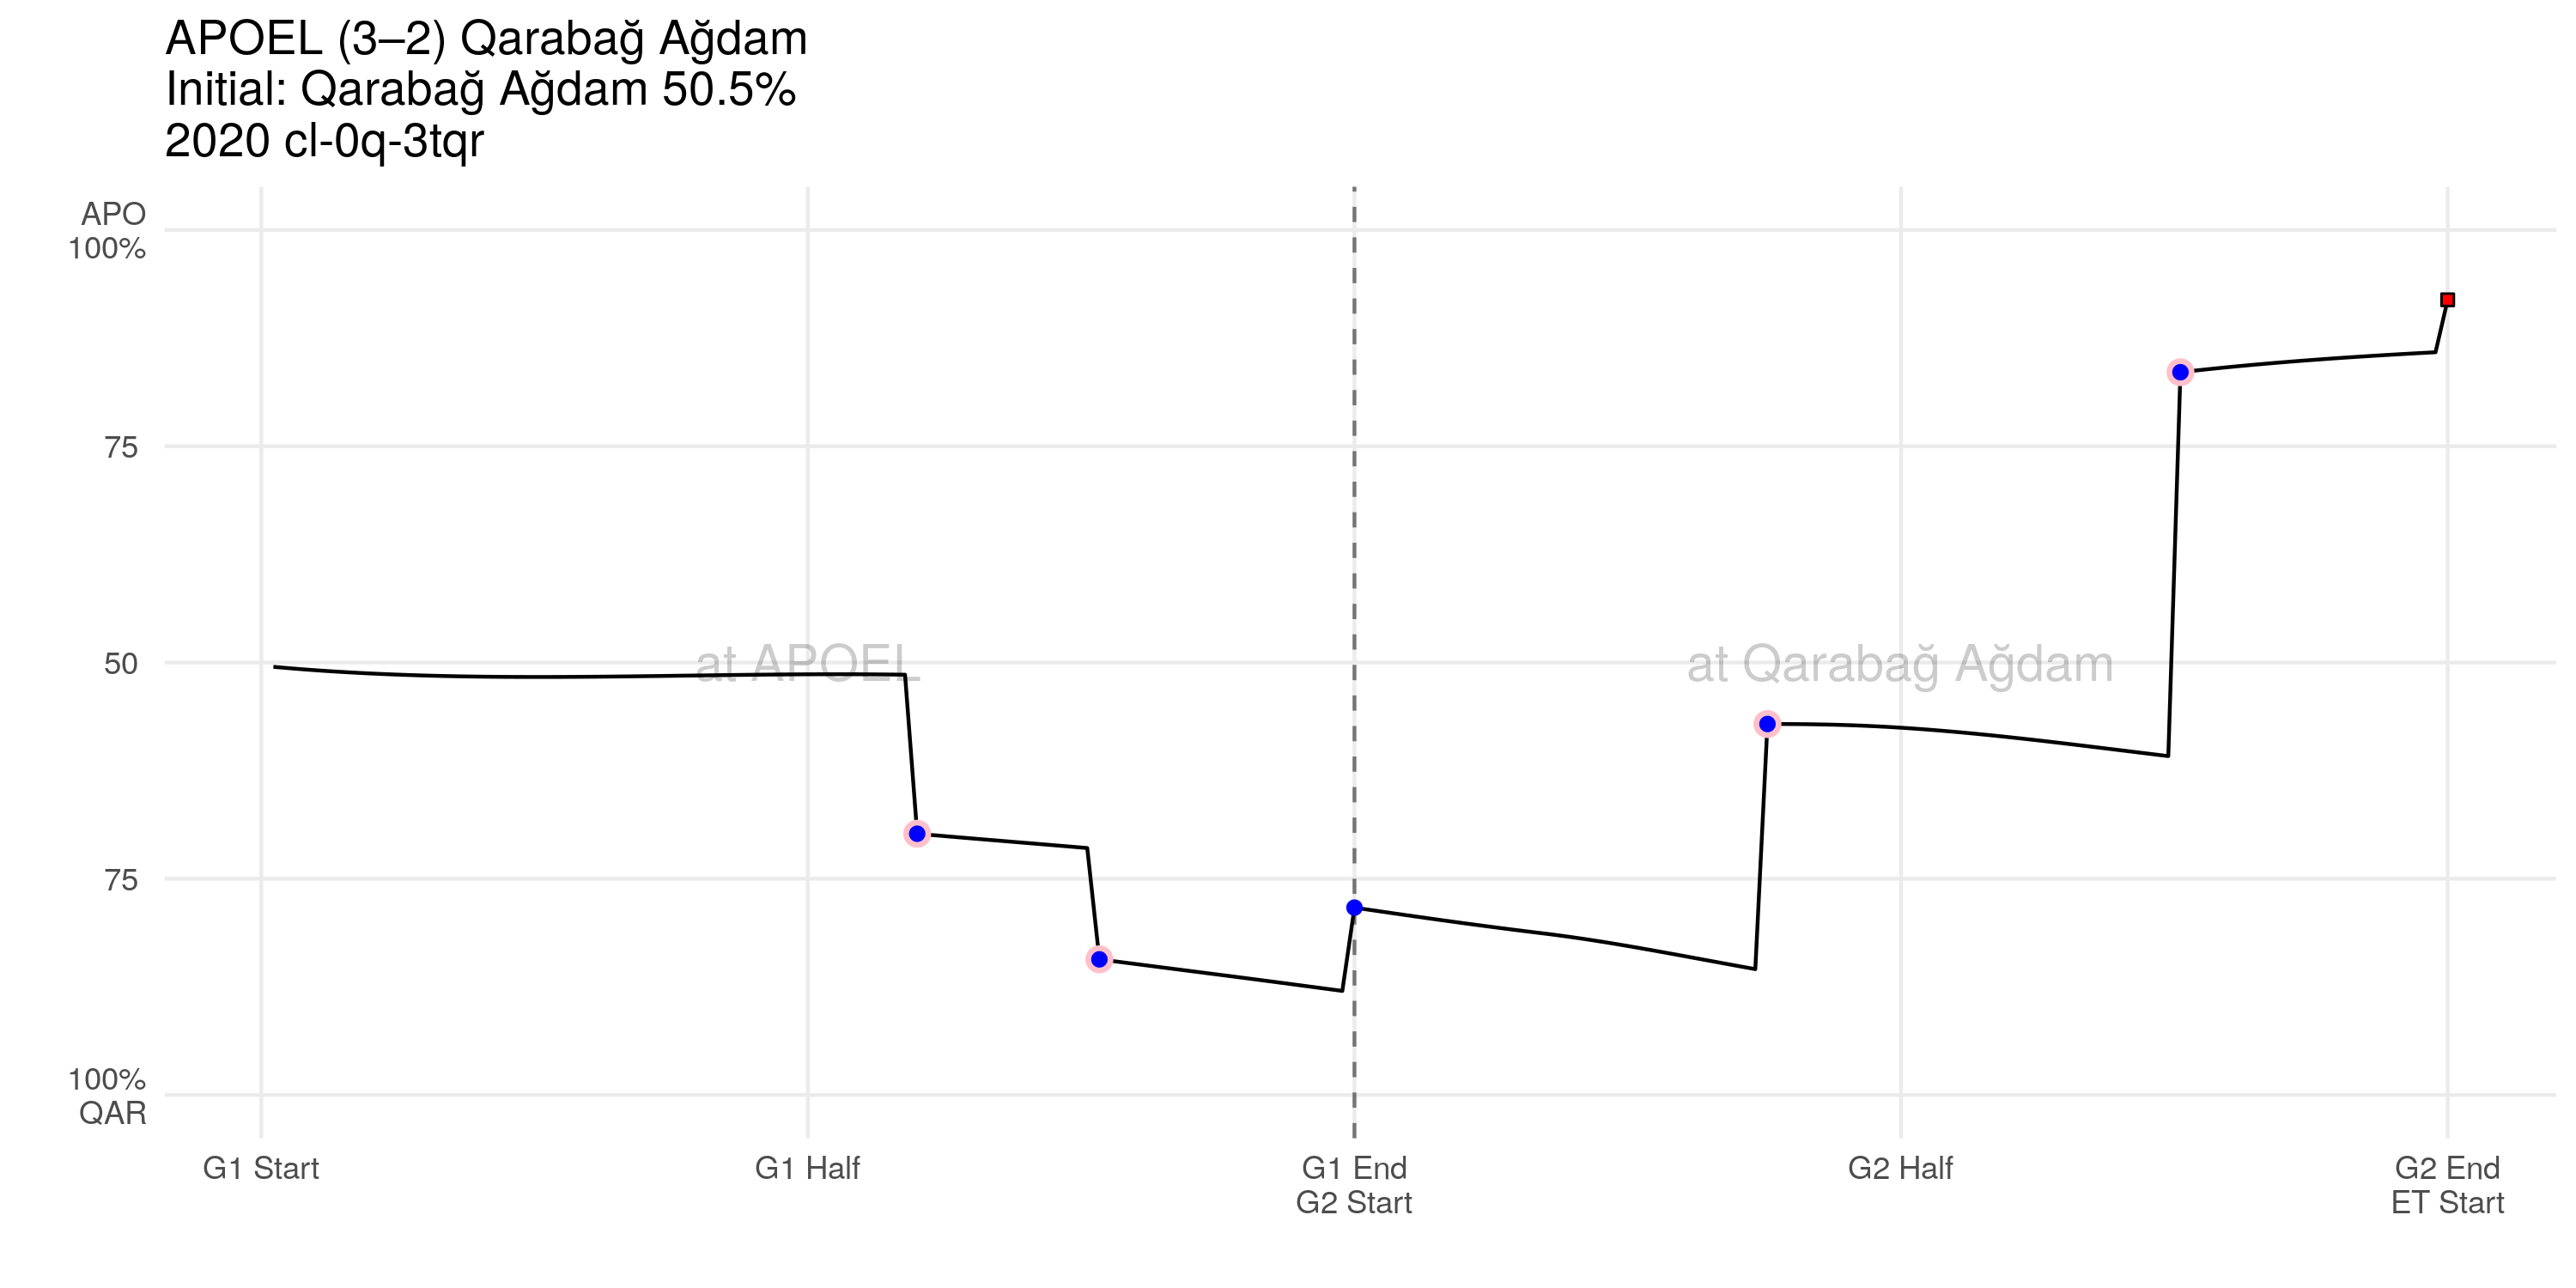 APOEL (3–2) Qarabağ Ağdam
Initial: Qarabağ Ağdam 50.5%
2020 cl-0q-3tqr
APO
100%
75
50
75
100%
QAR
at APOEL
at Qarabağ Ağdam
G1 Start
G1 Half
G1 End
G2 Start
G2 Half
G2 End
ET Start